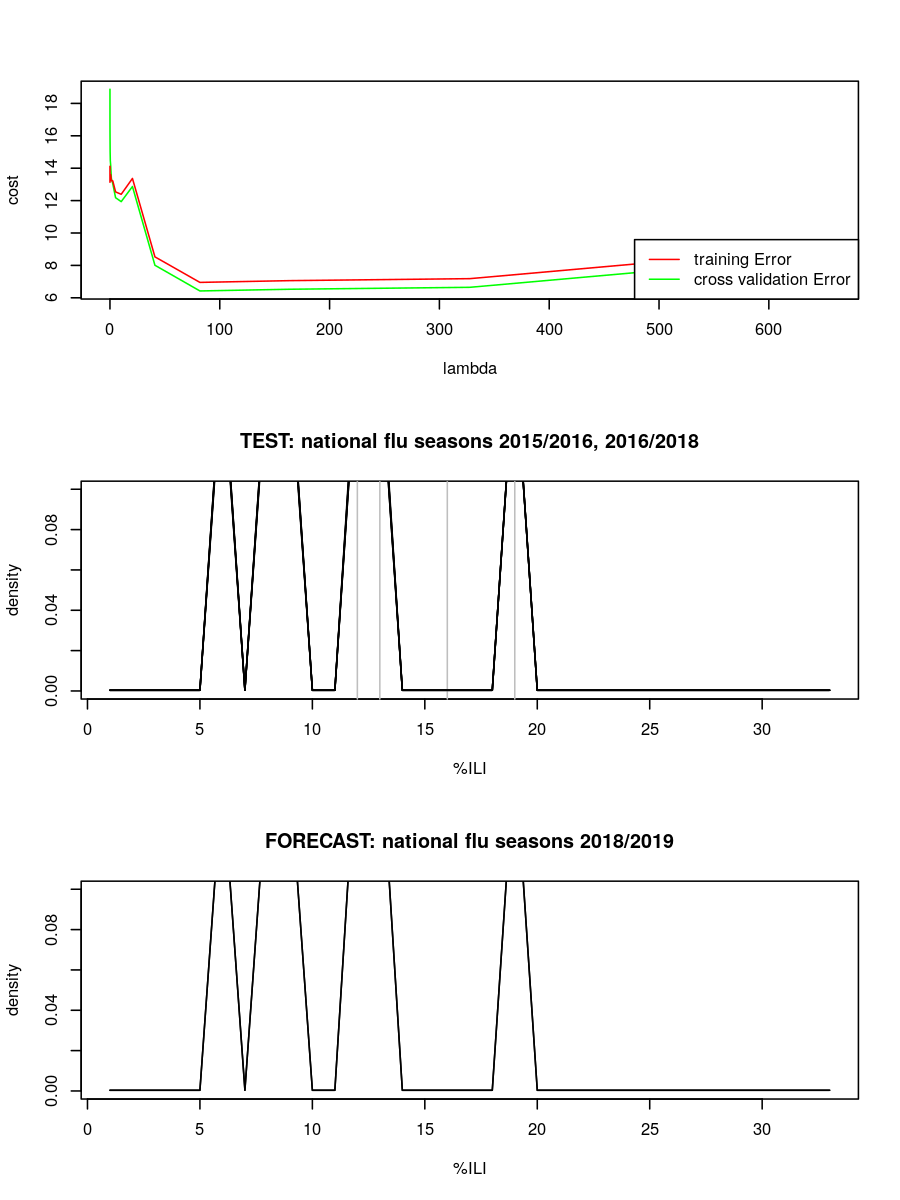 18
16
14
12
10
8
6
cost
training Error
cross validation Error
0 100 200 300 400 500 600
lambda
TEST: national flu seasons 2015/2016, 2016/2018
0.08
0.04
0.00
density
0 5 10 15 20 25 30
%ILI
FORECAST: national flu seasons 2018/2019
0.08
0.04
0.00
density
0 5 10 15 20 25 30
%ILI